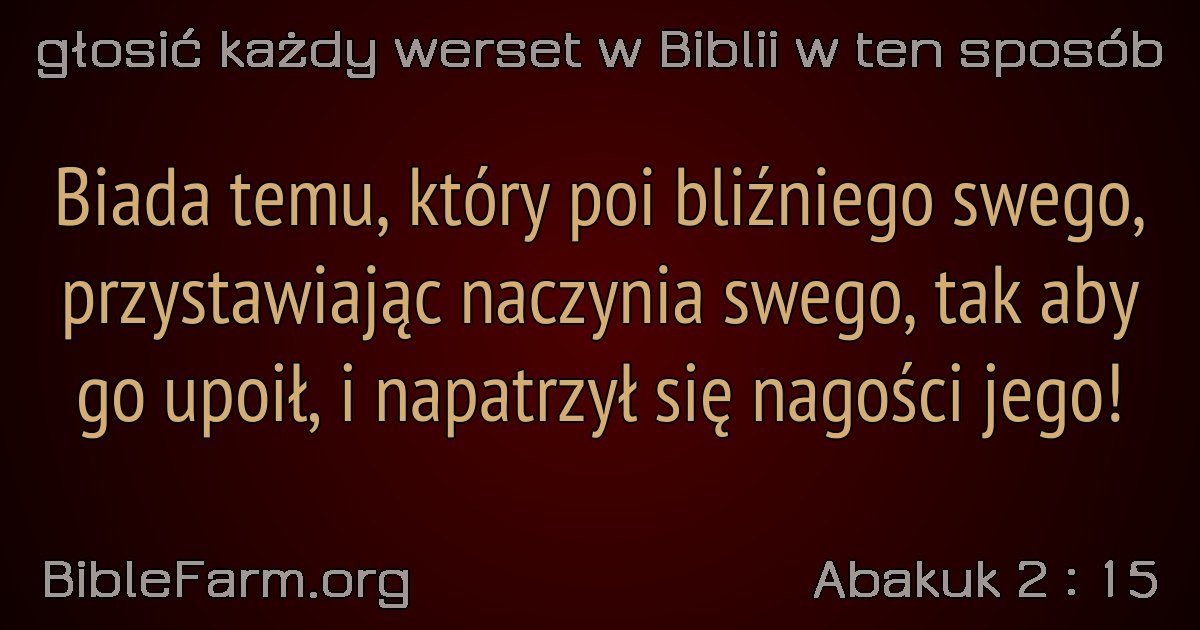 głosić każdy werset w Biblii w ten sposób
Biada temu, który poi bliźniego swego,
przystawiając naczynia swego, tak aby
go upoił, i napatrzył się nagości jego!
BibleFarm.org
Abakuk 2 : 15